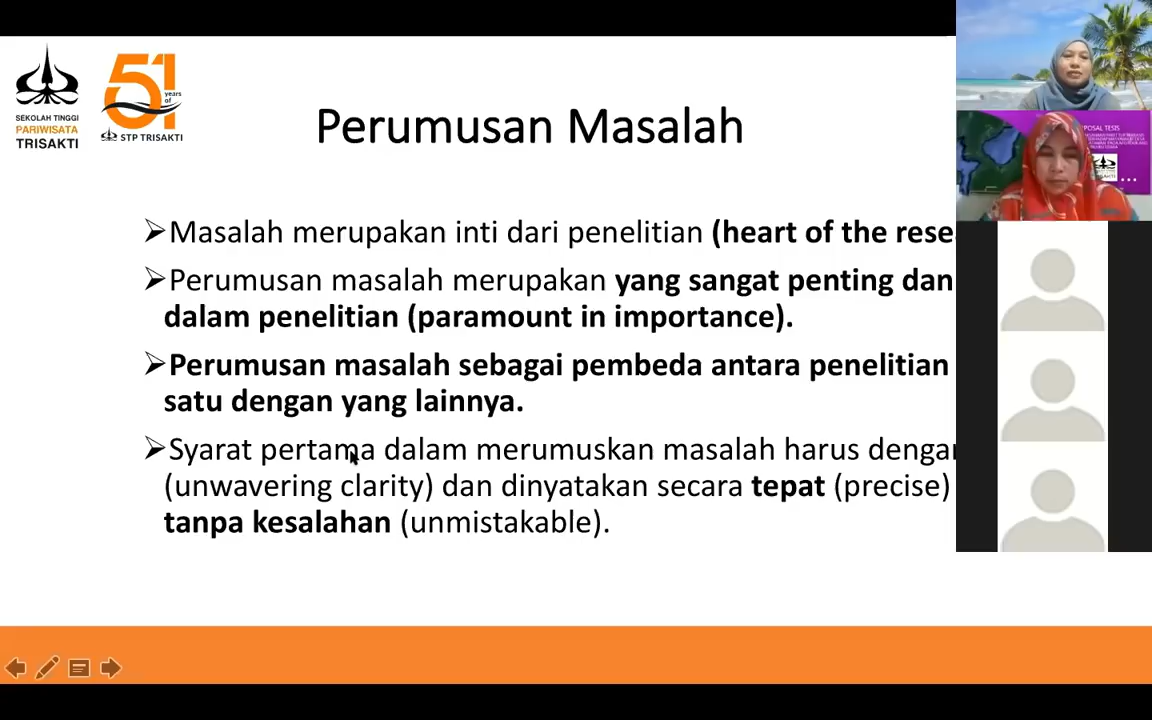 SEKOLAH TINGGI
PARIWISATA
TRISAKTI
51
years
of
STP TRISAKTI
Perumusan Masalah
➢Masalah merupakan inti dari penelitian (heart of the rese
➢Perumusan masalah merupakan yang sangat penting dan
dalam penelitian (paramount in importance).
➢Perumusan masalah sebagai pembeda antara penelitian
satu dengan yang lainnya.
➢Syarat pertama dalam merumuskan masalah harus dengan
(unwavering clarity) dan dinyatakan secara tepat (precise)
tanpa kesalahan (unmistakable).
POSAL TESIS